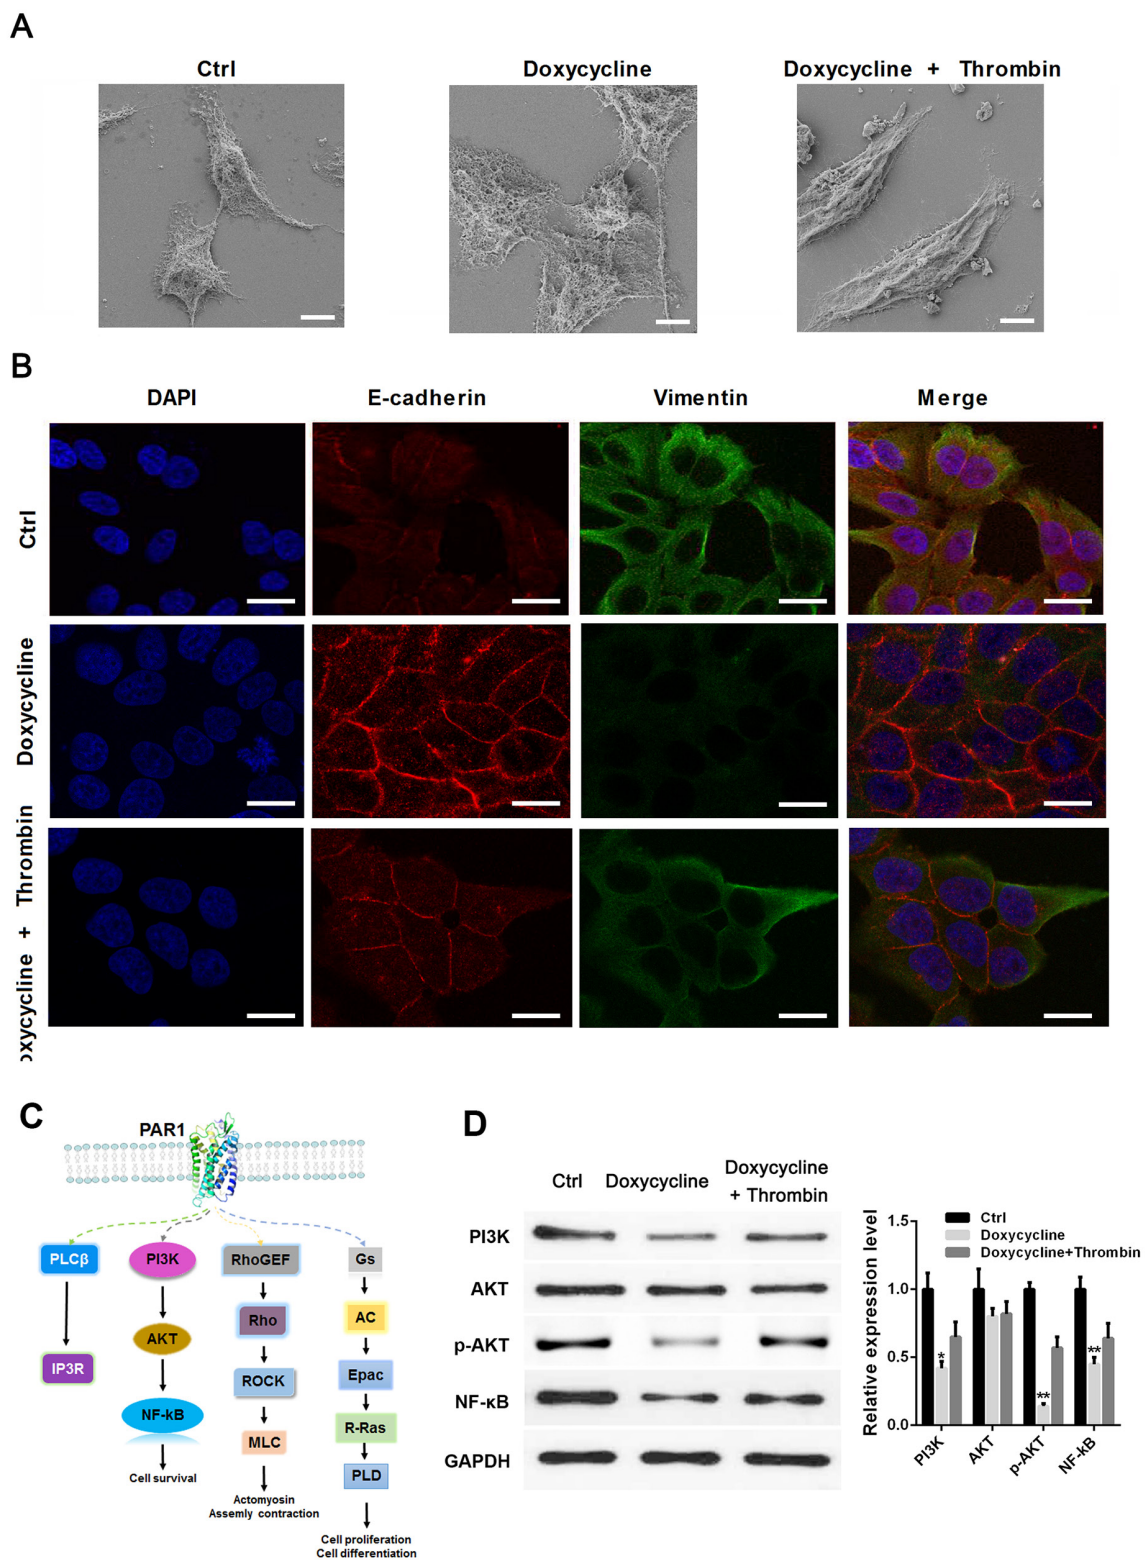 A
Ctrl
Doxycycline
Doxycycline + Thrombin
B
DAPI
E-cadherin
Vimentin
Merge
Ctrl
Doxycycline
oxycycline + Thrombin
C
PAR1
PLCβ
PI3K
RhoGEF
Gs
IP3R
AKT
Rho
AC
NF-kB
ROCK
Epac
Cell survival
MLC
R-Ras
Actomyosin
Assemly contraction
PLD
Cell proliferation
Cell differentiation
D
Ctrl
Doxycycline
Doxycycline
+ Thrombin
PI3K
AKT
p-AKT
NF-κB
GAPDH
Relative expression level
1.5
1.0
0.5
0.0
Ctrl
Doxycycline
Doxycycline+Thrombin
*
**
**
PI3K
AKT
p-AKT
NF-kB